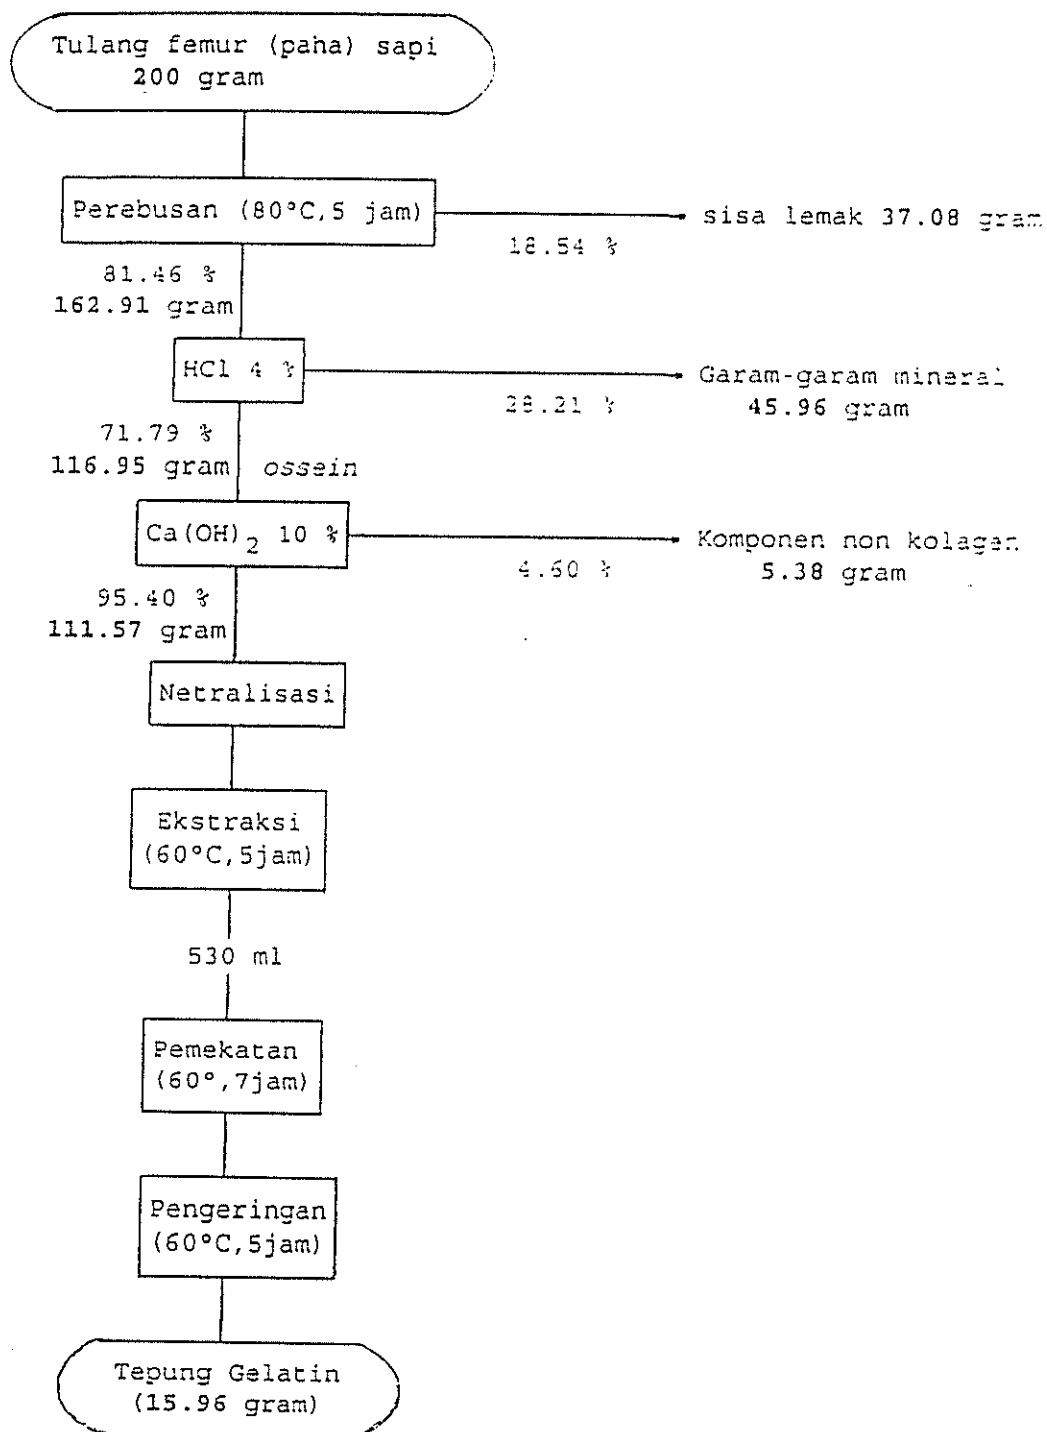 Tulang femur (paha) sapi
200 gram
Perebusan (80°C,5 jam)
18.54 %
sisa lemak 37.08 gram
81.46 %
162.91 gram
HCl 4 %
28.21 %
Garam-garam mineral
45.96 gram
71.79 %
116.95 gram ossein
Ca(OH)2 10 %
4.60 %
Komponen non kolagen
5.38 gram
95.40 %
111.57 gram
Netralisasi
Ekstraksi
(60°C,5jam)
530 ml
Pemekatan
(60°,7jam)
Pengeringan
(60°C,5jam)
Tepung Gelatin
(15.96 gram)